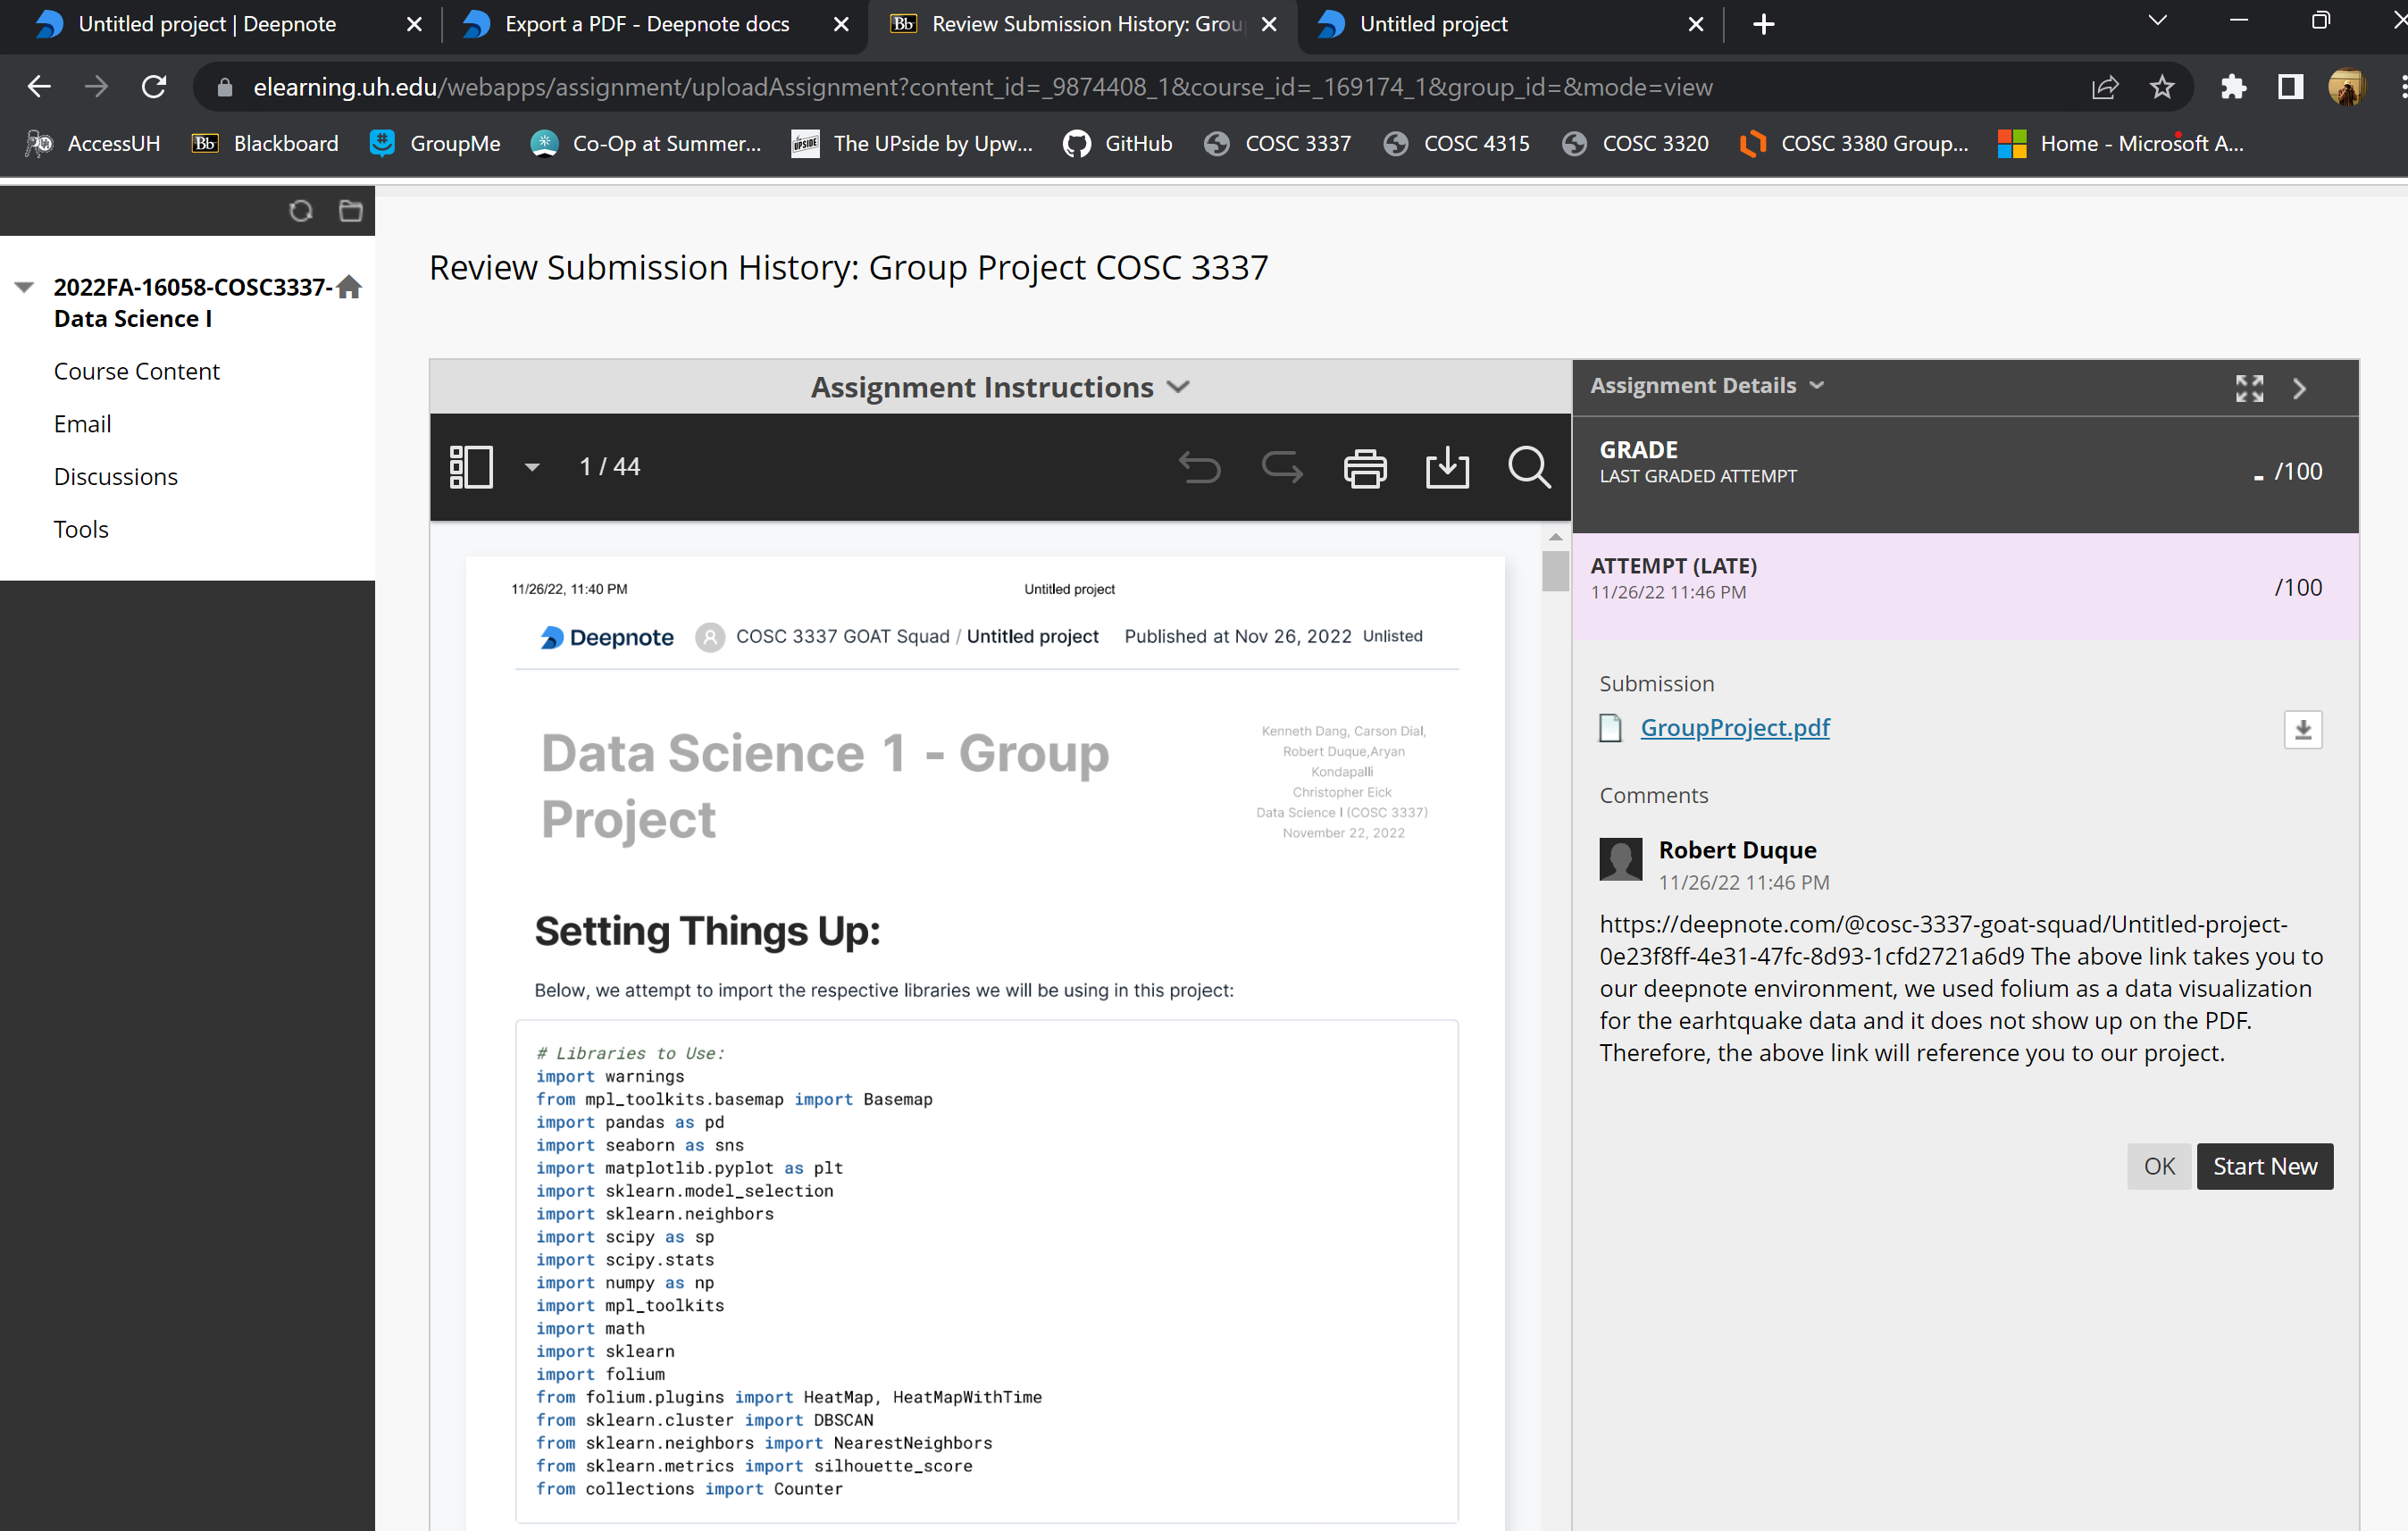 Untitled project | Deepnote
Export a PDF - Deepnote docs
Bb Review Submission History: Grou
Untitled project
elearning.uh.edu/webapps/assignment/uploadAssignment?content_id=_9874408_1&course_id=_169174_1&group_id=&mode=view
AccessUH
Bb Blackboard
GroupMe
Co-Op at Summer...
UPSIDE The UPside by Upw...
GitHub
COSC 3337
COSC 4315
COSC 3320
COSC 3380 Group...
Home - Microsoft A...
2022FA-16058-COSC3337-
Data Science I
Course Content
Email
Discussions
Tools
Review Submission History: Group Project COSC 3337
Assignment Instructions
1 / 44
11/26/22, 11:40 PM
Untitled project
Deepnote COSC 3337 GOAT Squad / Untitled project Published at Nov 26, 2022 Unlisted
Data Science 1 - Group
Project
Kenneth Dang, Carson Dial,
Robert Duque,Aryan
Kondapalli
Christopher Eick
Data Science I (COSC 3337)
November 22, 2022
Setting Things Up:
Below, we attempt to import the respective libraries we will be using in this project:
# Libraries to Use:
import warnings
from mpl_toolkits.basemap import Basemap
import pandas as pd
import seaborn as sns
import matplotlib.pyplot as plt
import sklearn.model_selection
import sklearn.neighbors
import scipy as sp
import scipy.stats
import numpy as np
import mpl_toolkits
import math
import sklearn
import folium
from folium.plugins import HeatMap, HeatMapWithTime
from sklearn.cluster import DBSCAN
from sklearn.neighbors import NearestNeighbors
from sklearn.metrics import silhouette_score
from collections import Counter
Assignment Details
GRADE
LAST GRADED ATTEMPT
- /100
ATTEMPT (LATE)
11/26/22 11:46 PM
/100
Submission
GroupProject.pdf
Comments
Robert Duque
11/26/22 11:46 PM
https://deepnote.com/@cosc-3337-goat-squad/Untitled-project-
0e23f8ff-4e31-47fc-8d93-1cfd2721a6d9 The above link takes you to
our deepnote environment, we used folium as a data visualization
for the earhtquake data and it does not show up on the PDF.
Therefore, the above link will reference you to our project.
OK
Start New